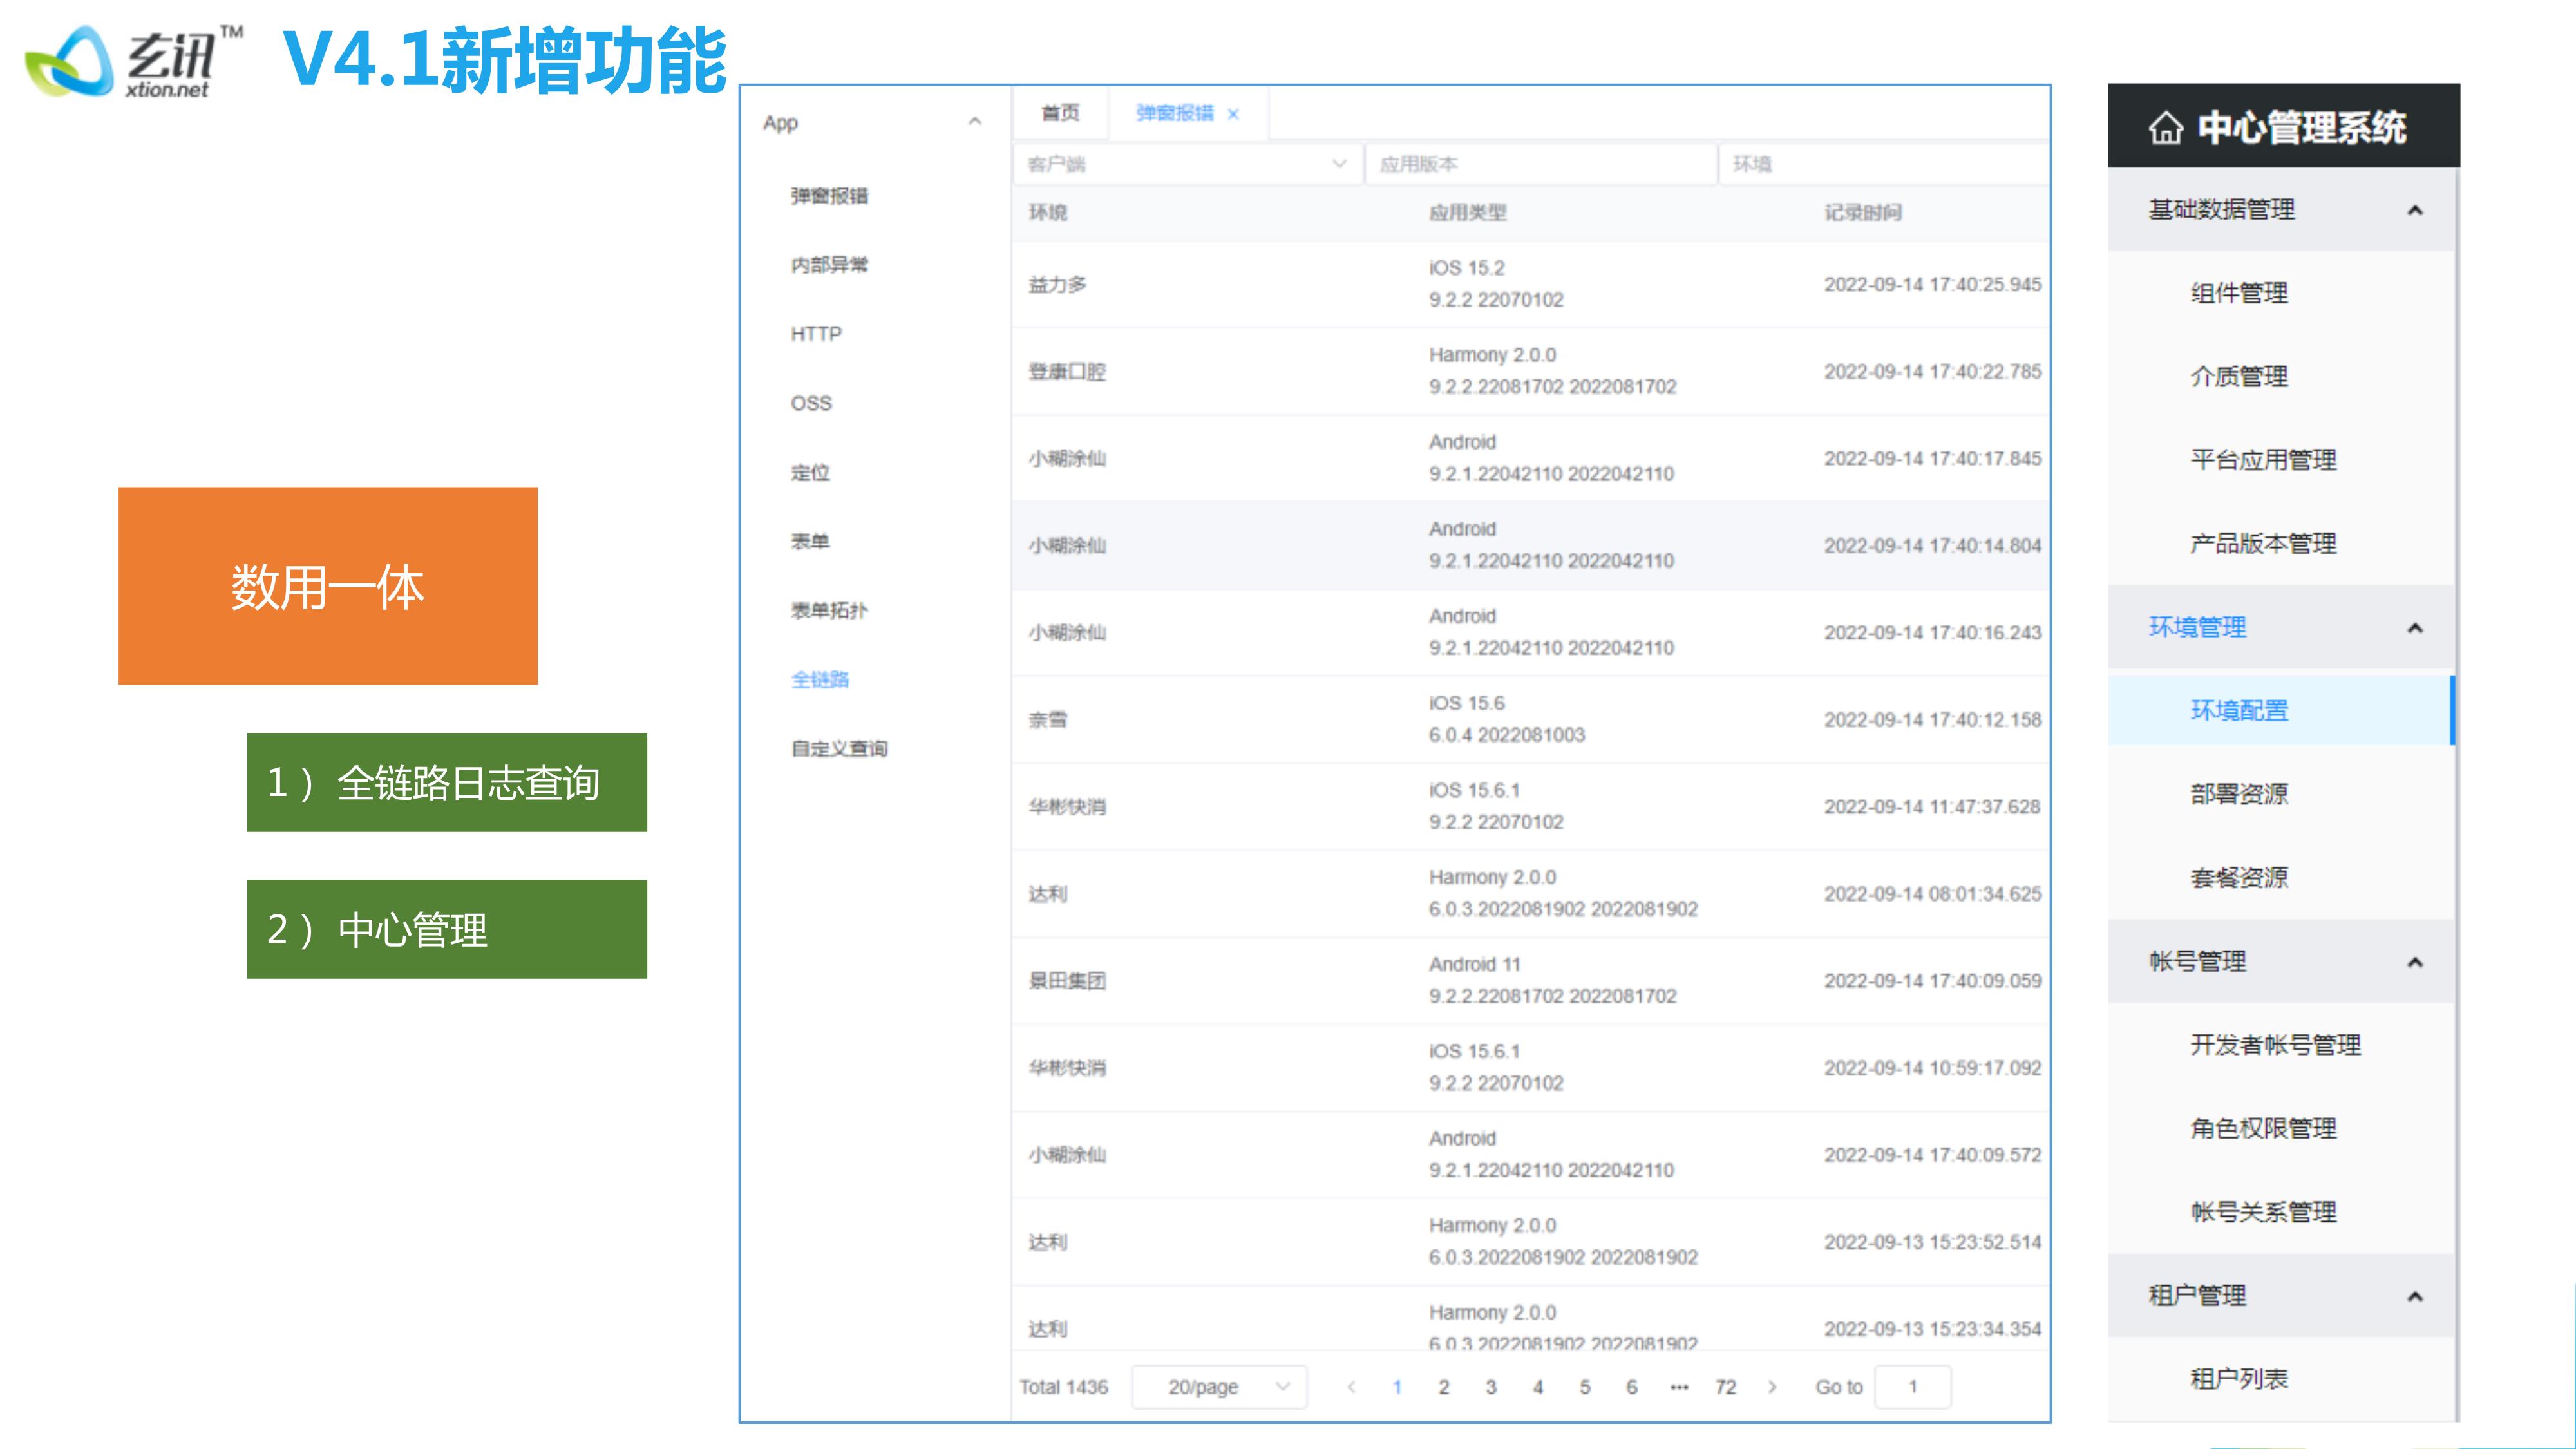 玄讯™
xtion.net
V4.1新增功能
数用一体
1） 全链路日志查询
2） 中心管理
App
弹窗报错
内部异常
HTTP
OSS
定位
表单
表单拓扑
全链路
自定义查询
首页 弹窗报错 ×
客户端 应用版本 环境
环境 应用类型 记录时间
益力多 iOS 15.2 2022-09-14 17:40:25.945
9.2.2 22070102
登康口腔 Harmony 2.0.0 2022-09-14 17:40:22.785
9.2.2.22081702 2022081702
小糊涂仙 Android 2022-09-14 17:40:17.845
9.2.1.22042110 2022042110
小糊涂仙 Android 2022-09-14 17:40:14.804
9.2.1.22042110 2022042110
小糊涂仙 Android 2022-09-14 17:40:16.243
9.2.1.22042110 2022042110
奈雪 iOS 15.6 2022-09-14 17:40:12.158
6.0.4 2022081003
华彬快消 iOS 15.6.1 2022-09-14 11:47:37.628
9.2.2 22070102
达利 Harmony 2.0.0 2022-09-14 08:01:34.625
6.0.3.2022081902 2022081902
景田集团 Android 11 2022-09-14 17:40:09.059
9.2.2.22081702 2022081702
华彬快消 iOS 15.6.1 2022-09-14 10:59:17.092
9.2.2 22070102
小糊涂仙 Android 2022-09-14 17:40:09.572
9.2.1.22042110 2022042110
达利 Harmony 2.0.0 2022-09-13 15:23:52.514
6.0.3.2022081902 2022081902
达利 Harmony 2.0.0 2022-09-13 15:23:34.354
6.0.3.2022081902 2022081902
Total 1436 20/page < 1 2 3 4 5 6 ••• 72 > Go to 1
中心管理系统
基础数据管理
组件管理
介质管理
平台应用管理
产品版本管理
环境管理
环境配置
部署资源
套餐资源
帐号管理
开发者帐号管理
角色权限管理
帐号关系管理
租户管理
租户列表